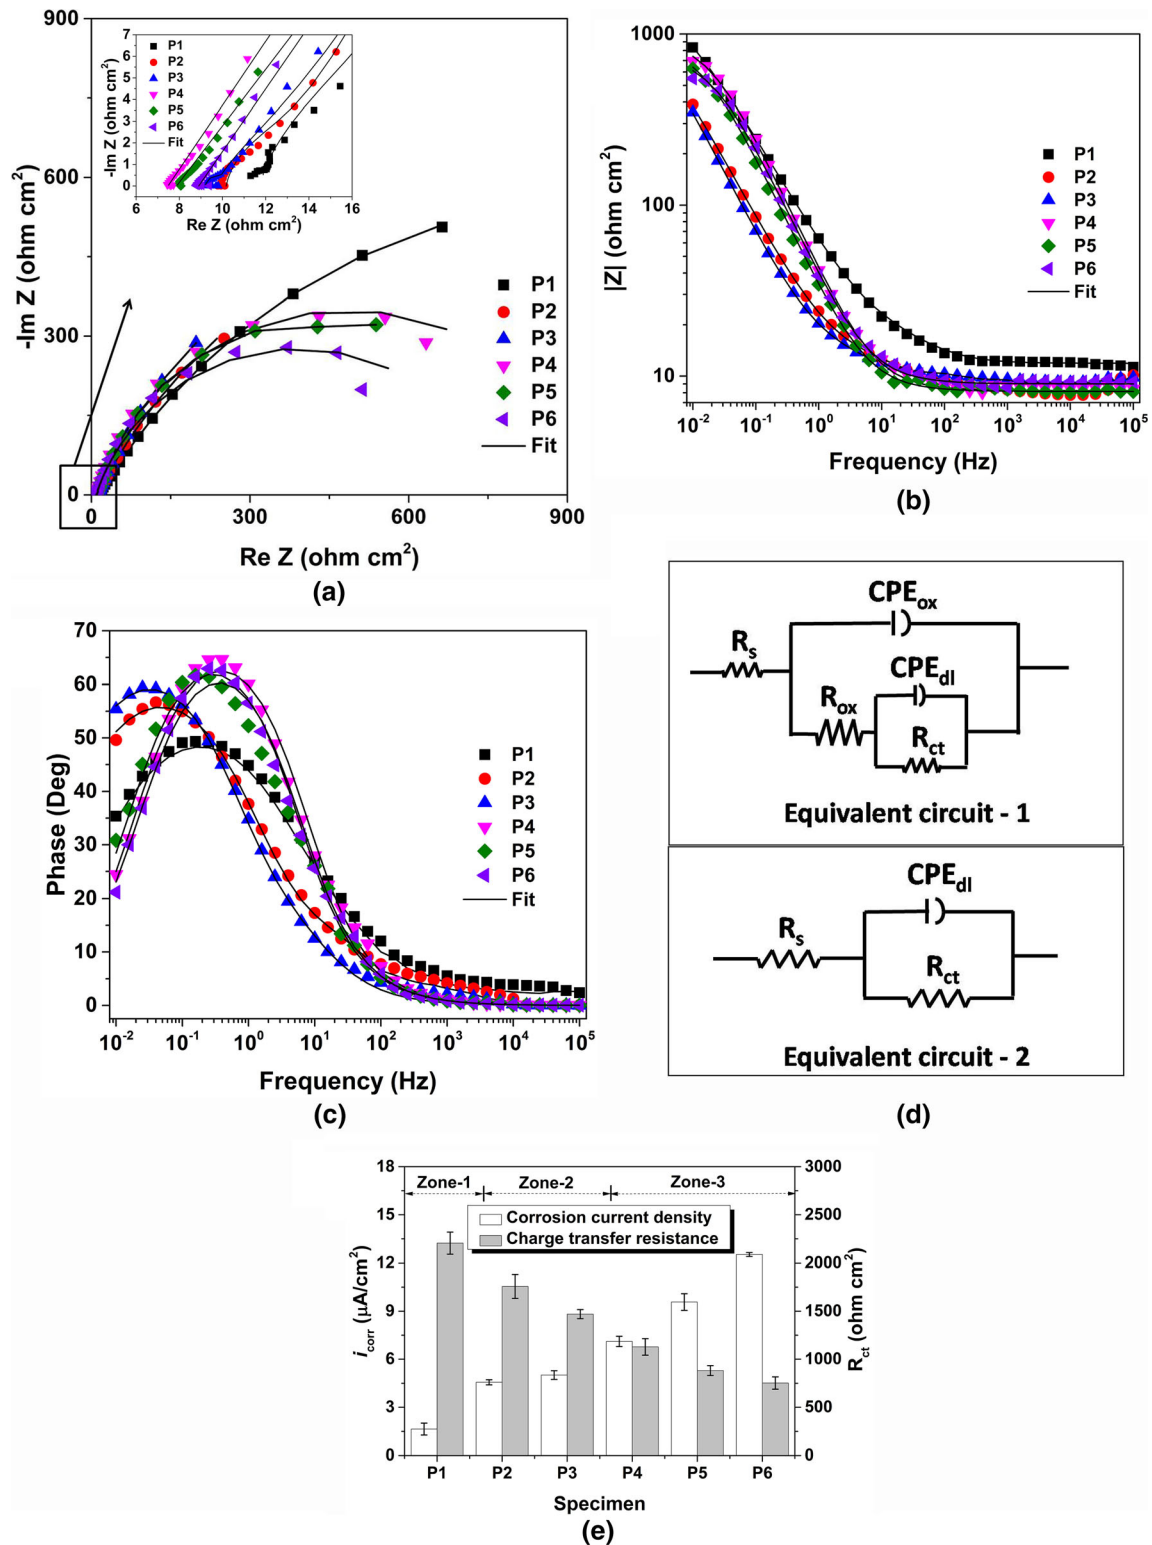 900
600
300
0
-Im Z (ohm cm²)
7
6
5
4
3
2
1
0
-Im Z (ohm cm²)
P1
P2
P3
P4
P5
P6
Fit
6 8 10 12 14 16
Re Z (ohm cm²)
P1
P2
P3
P4
P5
P6
Fit
0 300 600 900
Re Z (ohm cm²)
(a)
1000
100
10
|Z| (ohm cm²)
P1
P2
P3
P4
P5
P6
Fit
10⁻² 10⁻¹ 10⁰ 10¹ 10² 10³ 10⁴ 10⁵
Frequency (Hz)
(b)
70
60
50
40
30
20
10
0
Phase (Deg)
P1
P2
P3
P4
P5
P6
Fit
10⁻² 10⁻¹ 10⁰ 10¹ 10² 10³ 10⁴ 10⁵
Frequency (Hz)
(c)
CPEox
Rs
CPEdl
Rox
Rct
Equivalent circuit - 1
CPEdl
Rs
Rct
Equivalent circuit - 2
(d)
18
15
12
9
6
3
0
icorr (µA/cm²)
Zone-1 Zone-2 Zone-3
Corrosion current density
Charge transfer resistance
3000
2500
2000
1500
1000
500
0
Rct (ohm cm²)
P1 P2 P3 P4 P5 P6
Specimen
(e)